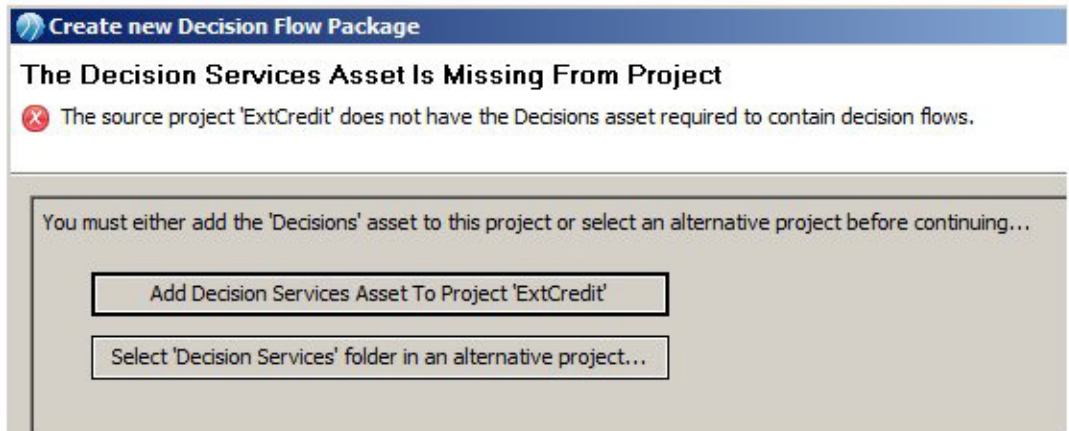 Create new Decision Flow Package
The Decision Services Asset Is Missing From Project
The source project 'ExtCredit' does not have the Decisions asset required to contain decision flows.
You must either add the 'Decisions' asset to this project or select an alternative project before continuing...
Add Decision Services Asset To Project 'ExtCredit'
Select 'Decision Services' folder in an alternative project...